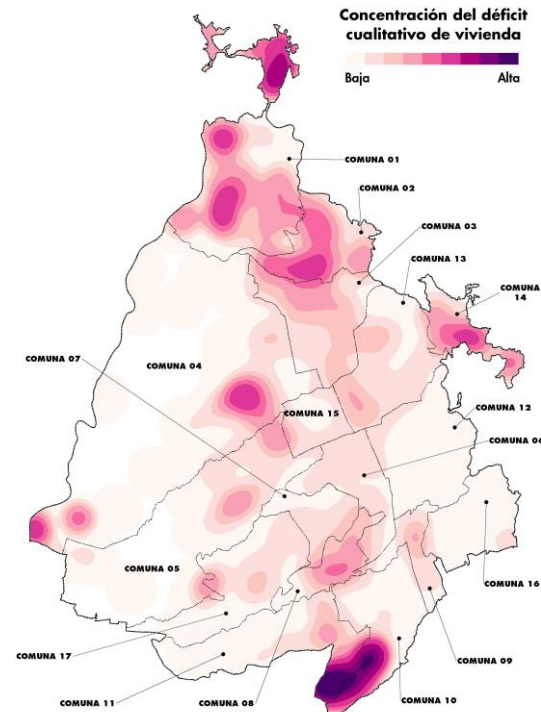 Concentración del déficit
cualitativo de vivienda
Baja
Alta
COMUNA 01
COMUNA 02
COMUNA 03
COMUNA 13
COMUNA
14
COMUNA 07
COMUNA 04
COMUNA 15
COMUNA 12
COMUNA 06
COMUNA 05
COMUNA 16
COMUNA 17
COMUNA 09
COMUNA 11
COMUNA 08
COMUNA 10